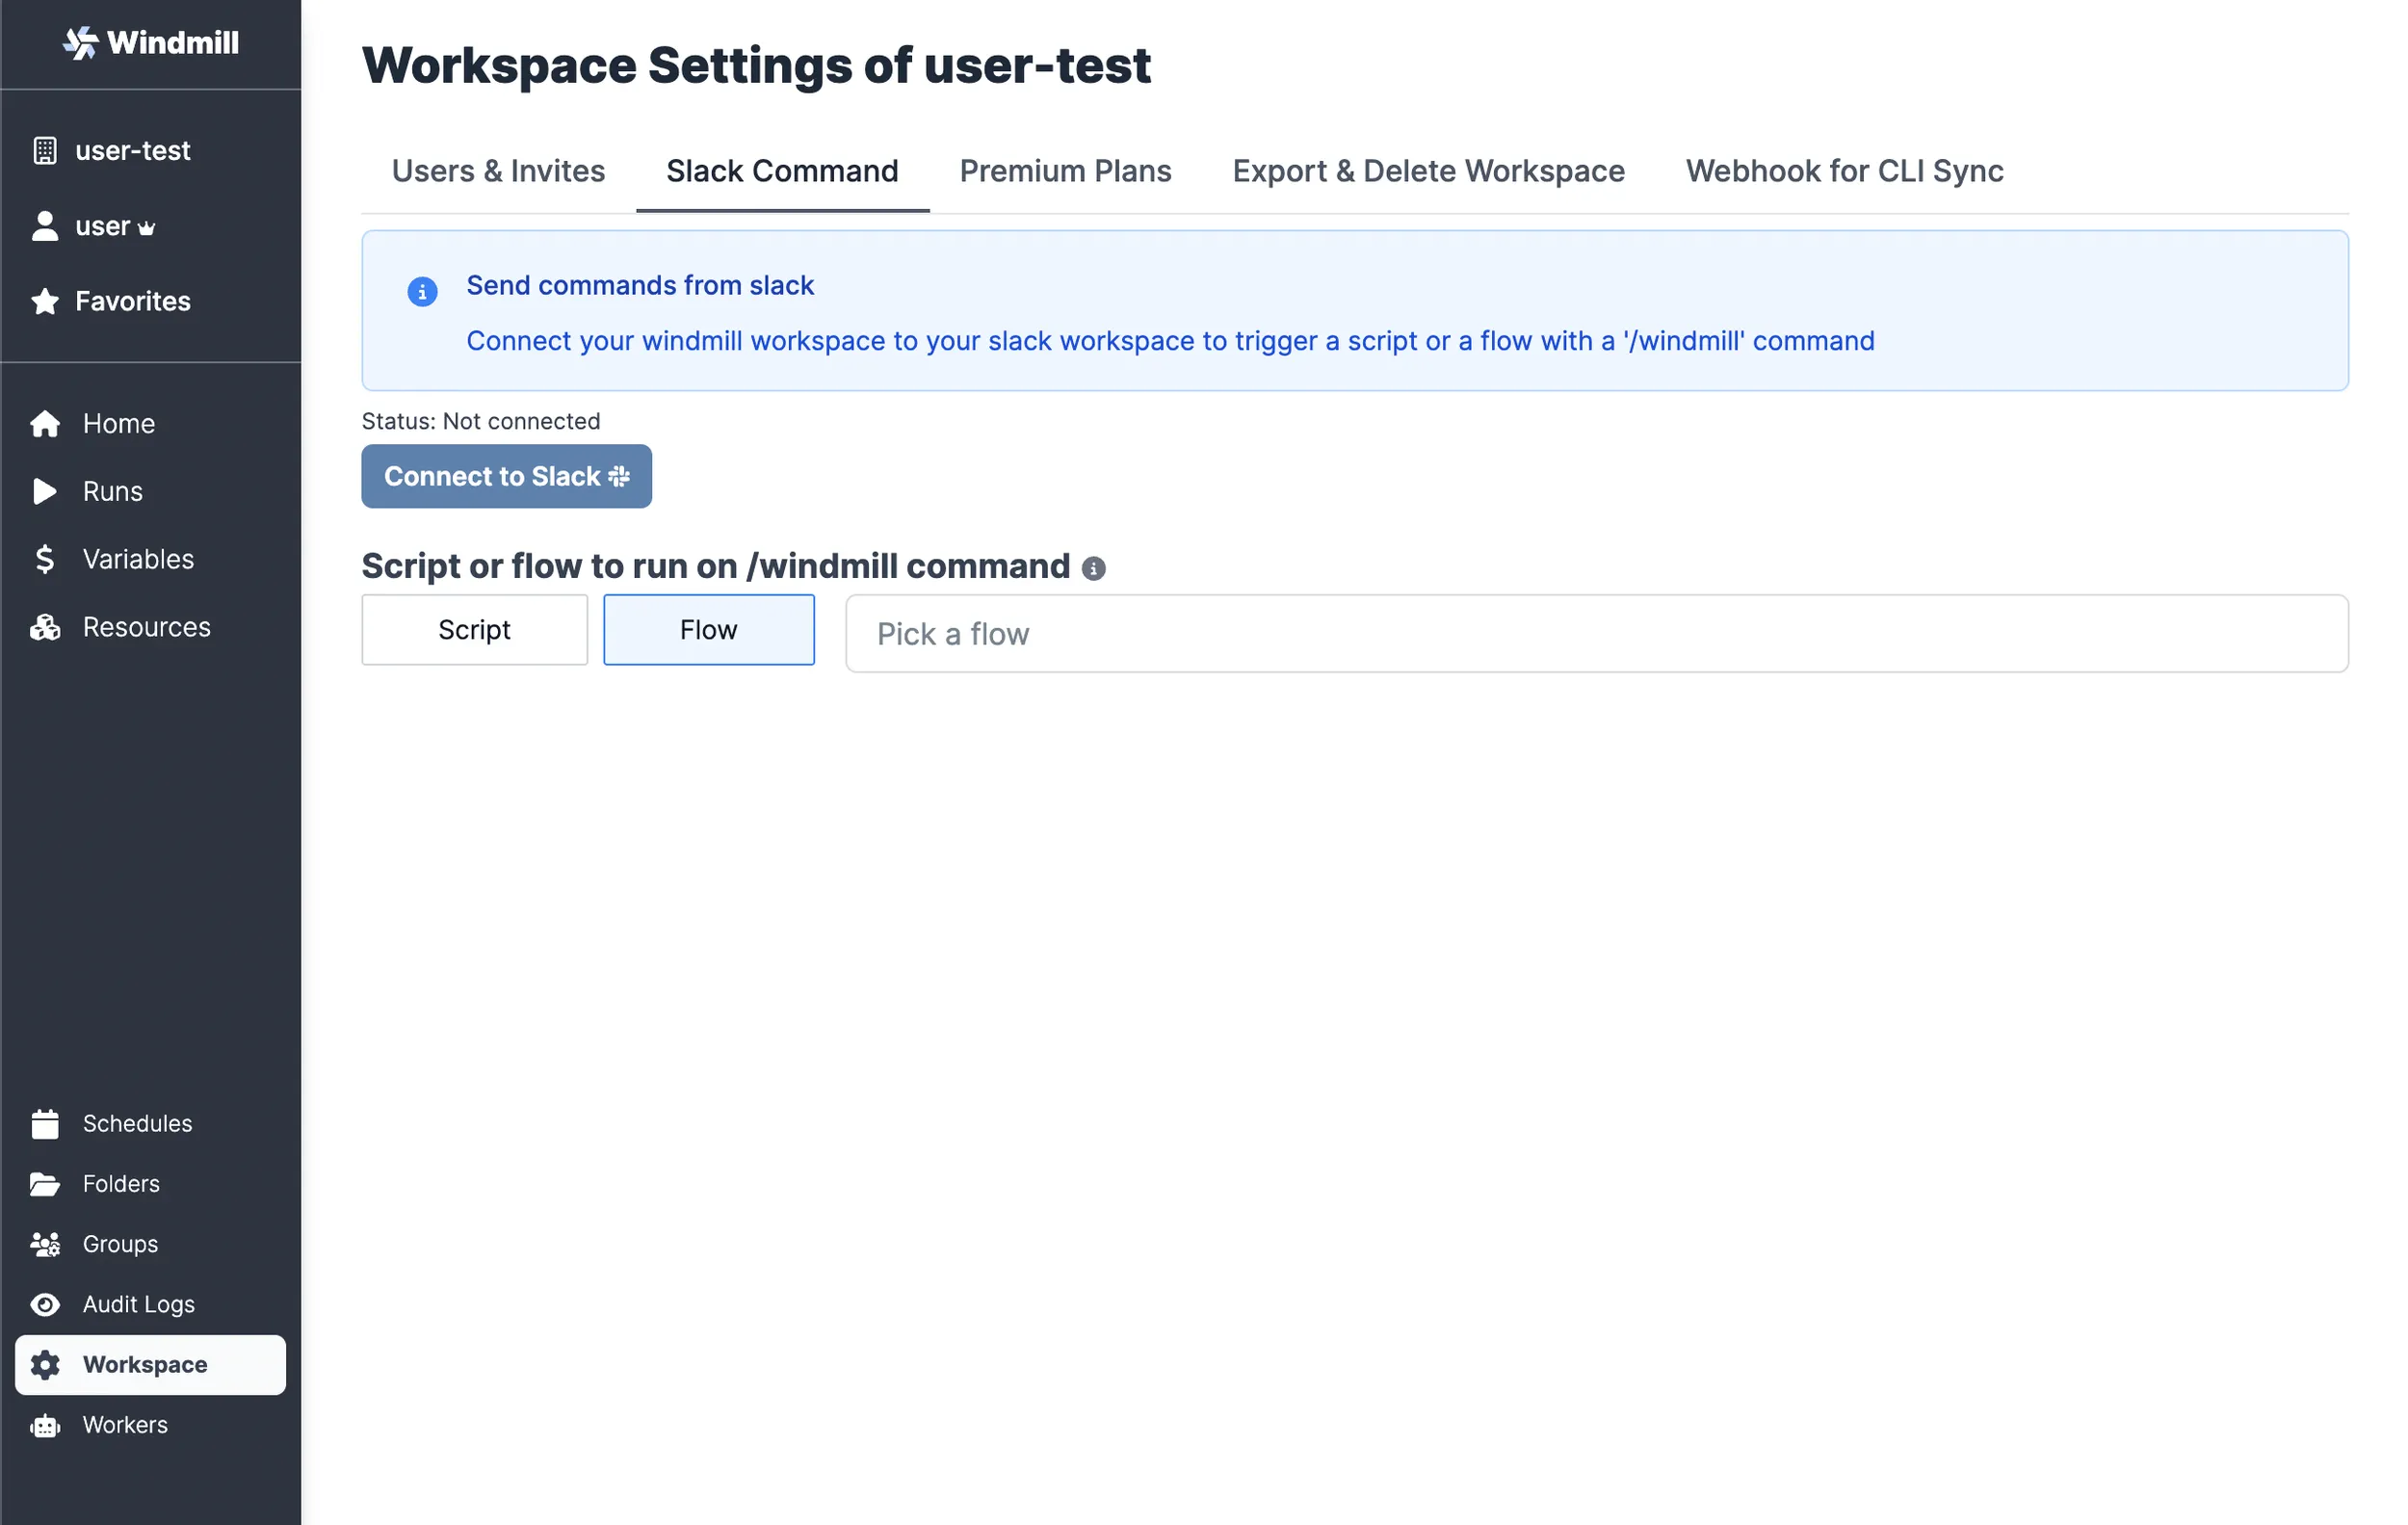 Windmill
user-test
user
Favorites
Home
Runs
Variables
Resources
Schedules
Folders
Groups
Audit Logs
Workspace
Workers
Workspace Settings of user-test
Users & Invites Slack Command Premium Plans Export & Delete Workspace Webhook for CLI Sync
Send commands from slack
Connect your windmill workspace to your slack workspace to trigger a script or a flow with a '/windmill' command
Status: Not connected
Connect to Slack
Script or flow to run on /windmill command
Script Flow Pick a flow